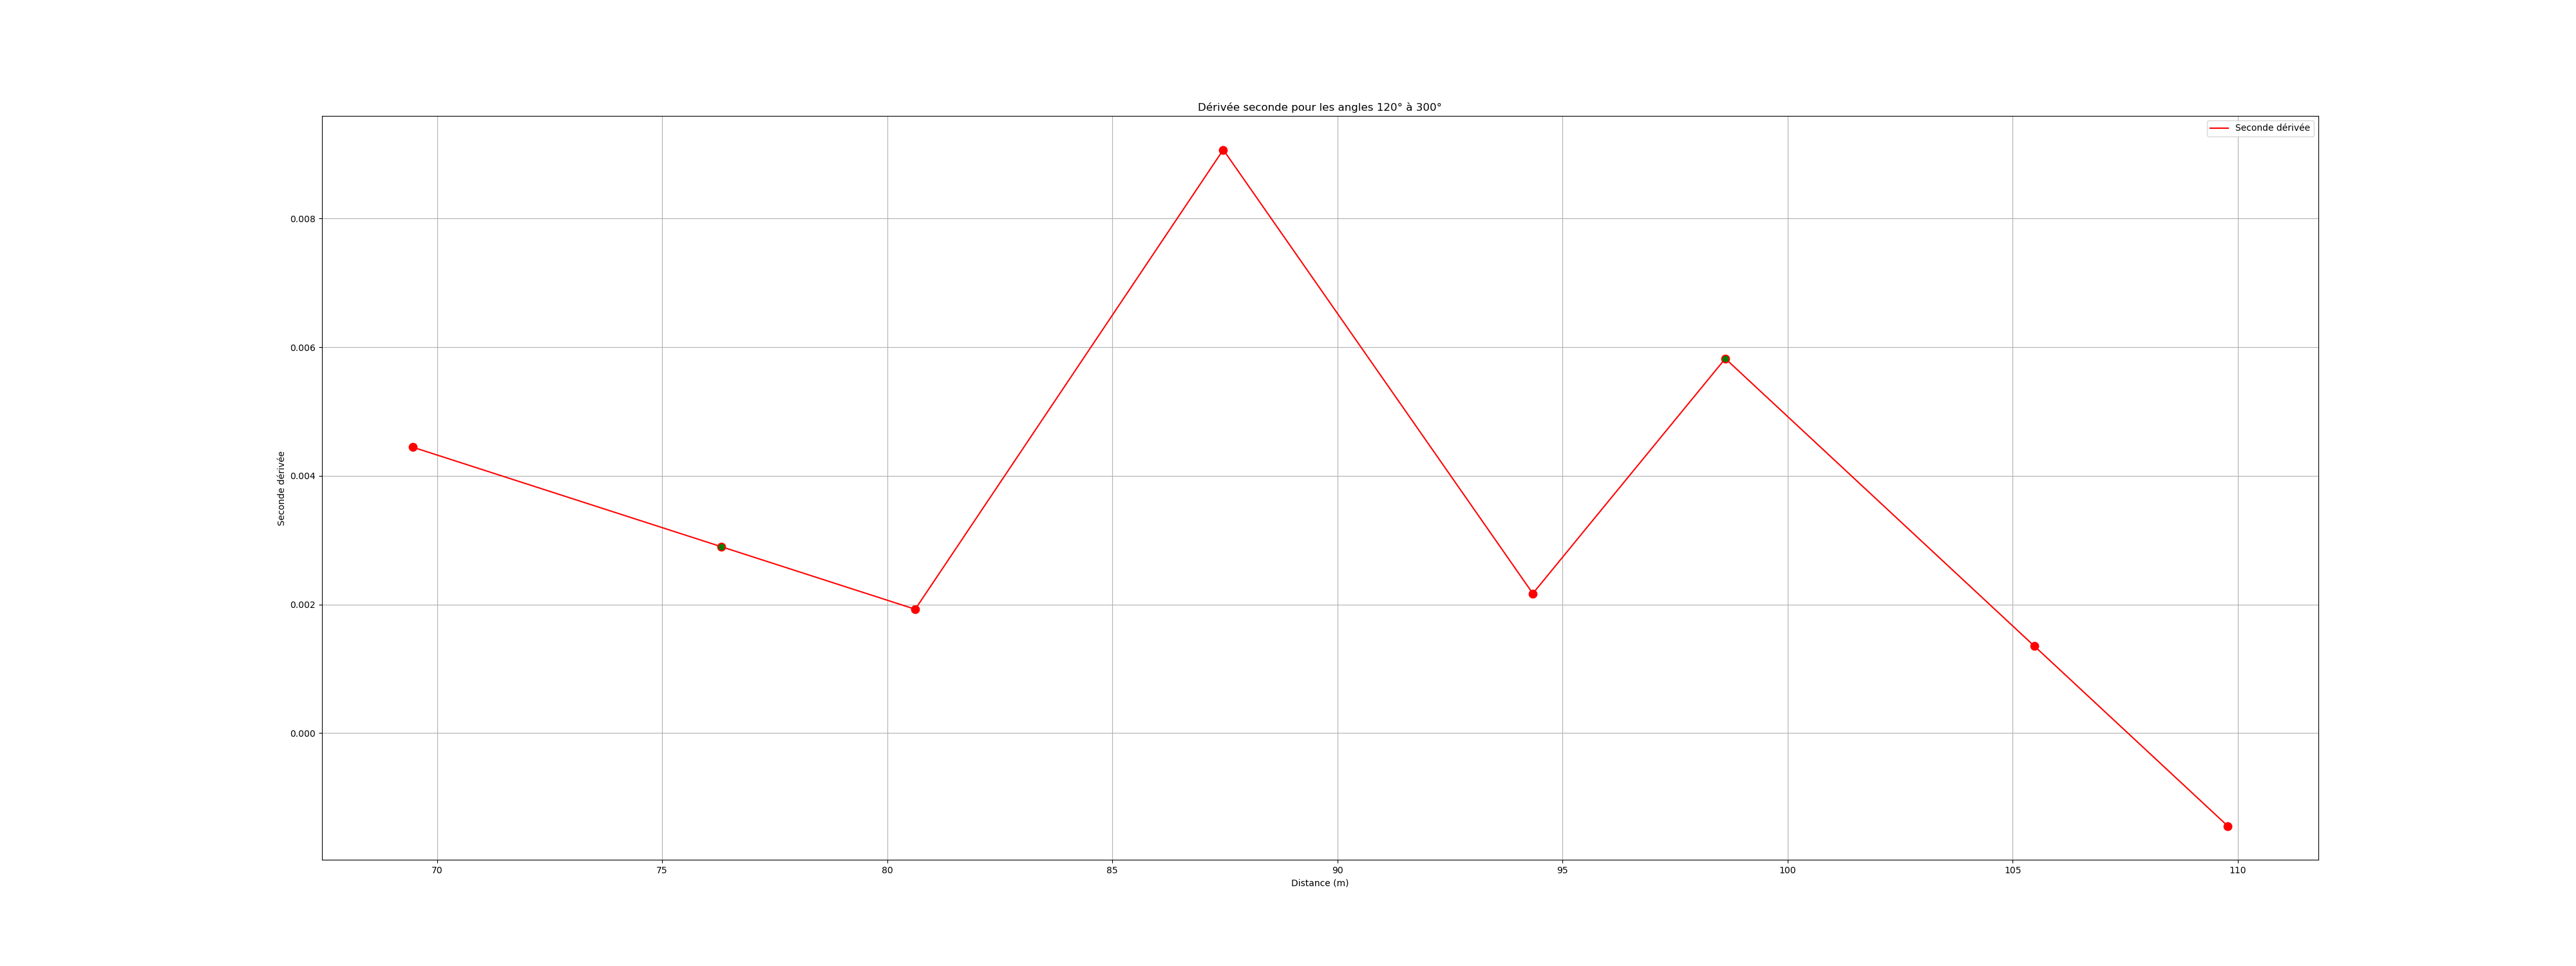 Dérivée seconde pour les angles 120° à 300°
Seconde dérivée
0.008
0.006
0.004
0.002
0.000
Seconde dérivée
70 75 80 85 90 95 100 105 110
Distance (m)